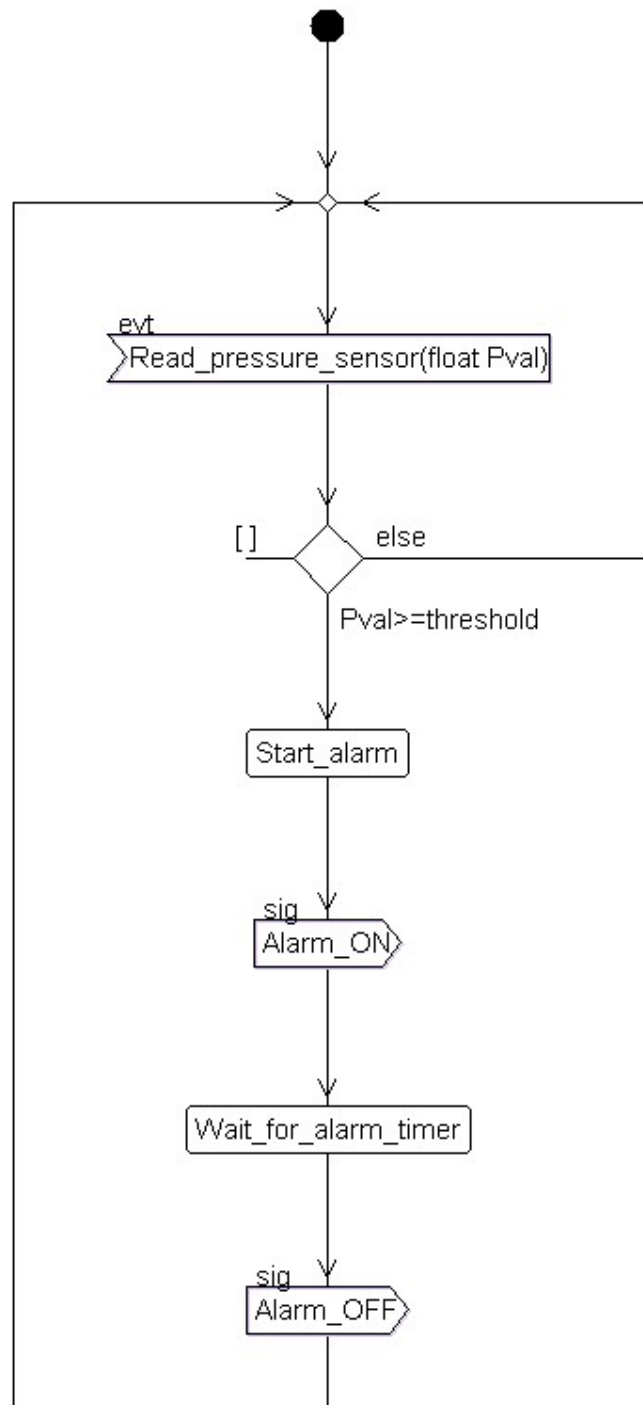 evt
Read_pressure_sensor(float Pval)
[ ]
else
Pval>=threshold
Start_alarm
sig
Alarm_ON
Wait_for_alarm_timer
sig
Alarm_OFF